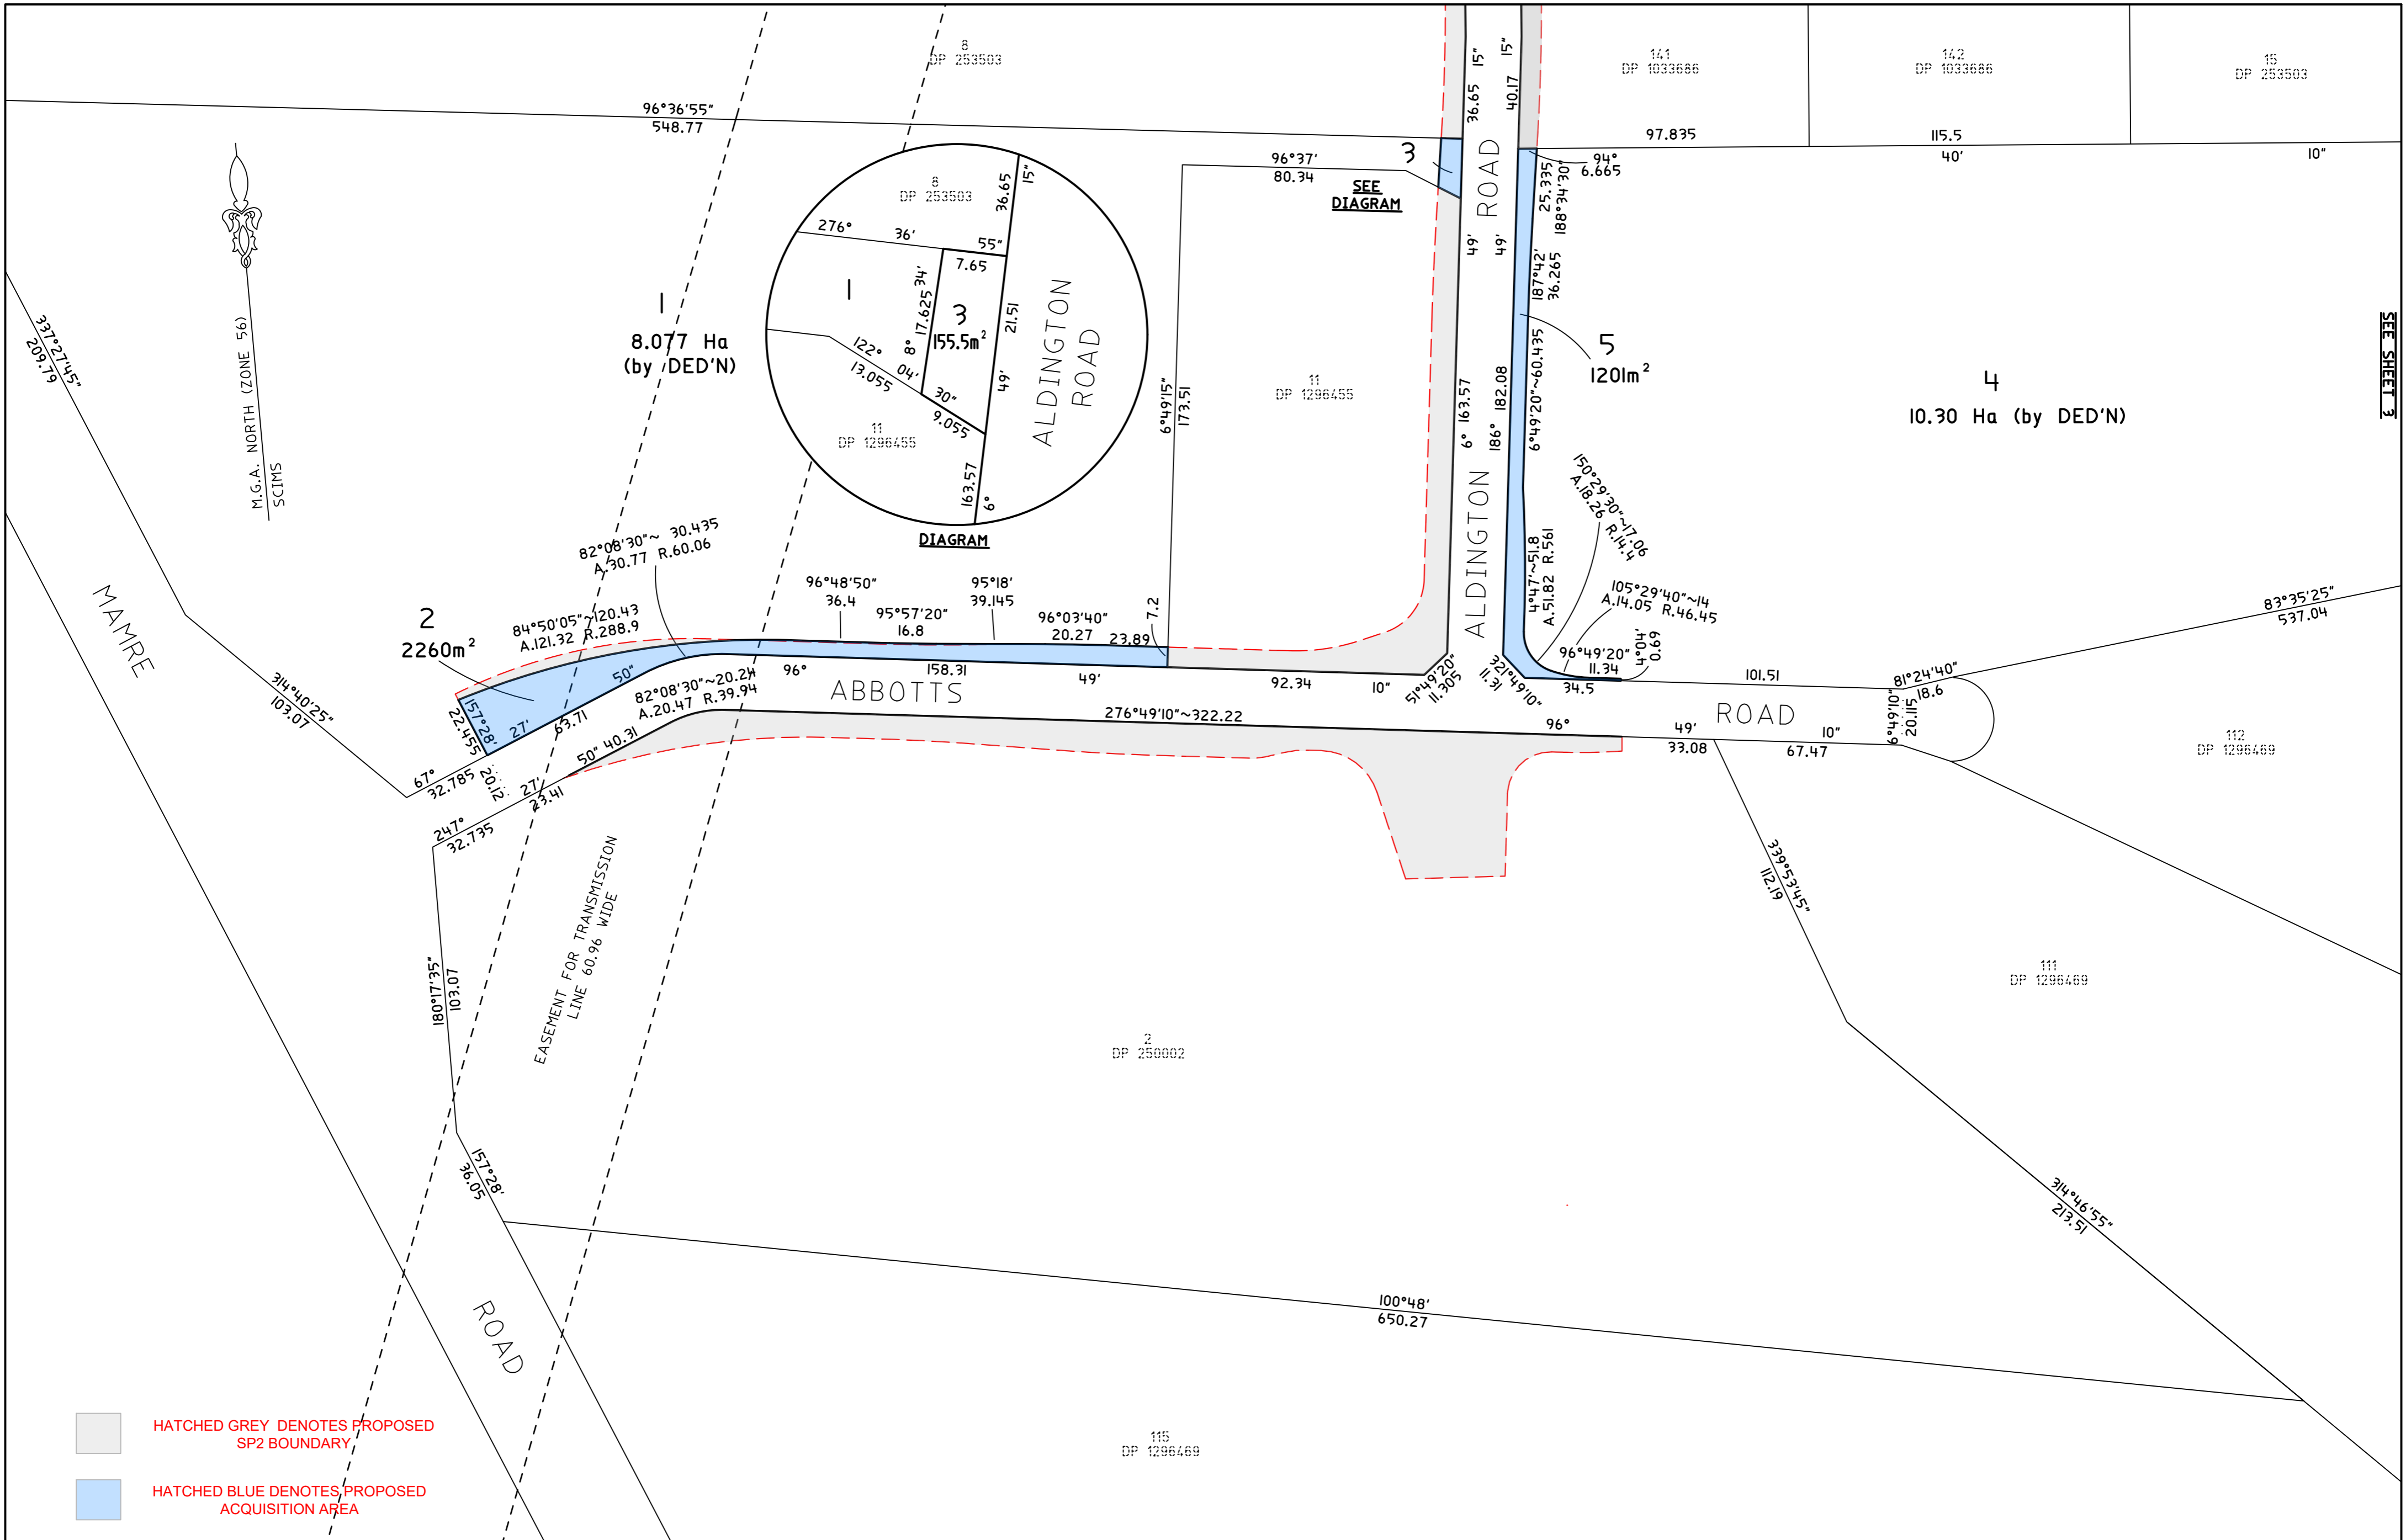 8
DP 253503
141
DP 1033686
142
DP 1033686
15
DP 253503
96°36'55"
548.77
36.65 15"
40.17 15"
97.835
115.5
40'
10"
94°
6.665
96°37'
80.34
3
SEE
DIAGRAM
25.335
188°34'30"
187°42'
36.265
6°49'20"~60.435
ALDINGTON ROAD
49'
49'
6° 163.57
186° 182.08
5
1201m²
4
10.30 Ha (by DED'N)
SEE SHEET 3
M.G.A. NORTH (ZONE 56)
SCIMS
337°27'45"
209.79
1
8.077 Ha
(by DED'N)
8
DP 253503
36.65
15"
276°
36'
55"
7.65
1
8° 17.625 34'
3
155.5m²
21.51
49'
122°
04'
30"
13.055
9.055
11
DP 1296455
163.57
6°
ALDINGTON
ROAD
DIAGRAM
6°49'15"
173.51
11
DP 1296455
82°08'30"~ 30.435
A.30.77 R.60.06
84°50'05"~120.43
A.121.32 R.288.9
2
2260m²
96°48'50"
36.4
95°57'20"
16.8
95°18'
39.145
96°03'40"
20.27
23.89
7.2
4°47'~51.8
A.51.82 R.561
150°29'30"~17.06
A.18.26 R.14.4
105°29'40"~14
A.14.05 R.46.45
96°49'20"
11.34
4°04'
0.69
34.5
321°49'10"
11.31
51°49'20"
11.305
101.51
83°35'25"
537.04
81°24'40"
18.6
6°49'10"
20.115
MAMRE
314°40'25"
103.07
157°28'
22.455
27'
50"
63.71
82°08'30"~20.24
A.20.47 R.39.94
96°
158.31
49'
92.34
10"
ABBOTTS
ROAD
276°49'10"~322.22
96°
49'
10"
33.08
67.47
67°
32.785
20.12
27'
50" 40.31
23.41
247°
32.735
112
DP 1296469
339°53'45"
112.19
111
DP 1296469
EASEMENT FOR TRANSMISSION
LINE 60.96 WIDE
180°17'35"
103.07
2
DP 250002
157°28'
36.05
314°46'55"
213.51
100°48'
650.27
ROAD
115
DP 1296469
HATCHED GREY DENOTES PROPOSED
SP2 BOUNDARY
HATCHED BLUE DENOTES PROPOSED
ACQUISITION AREA